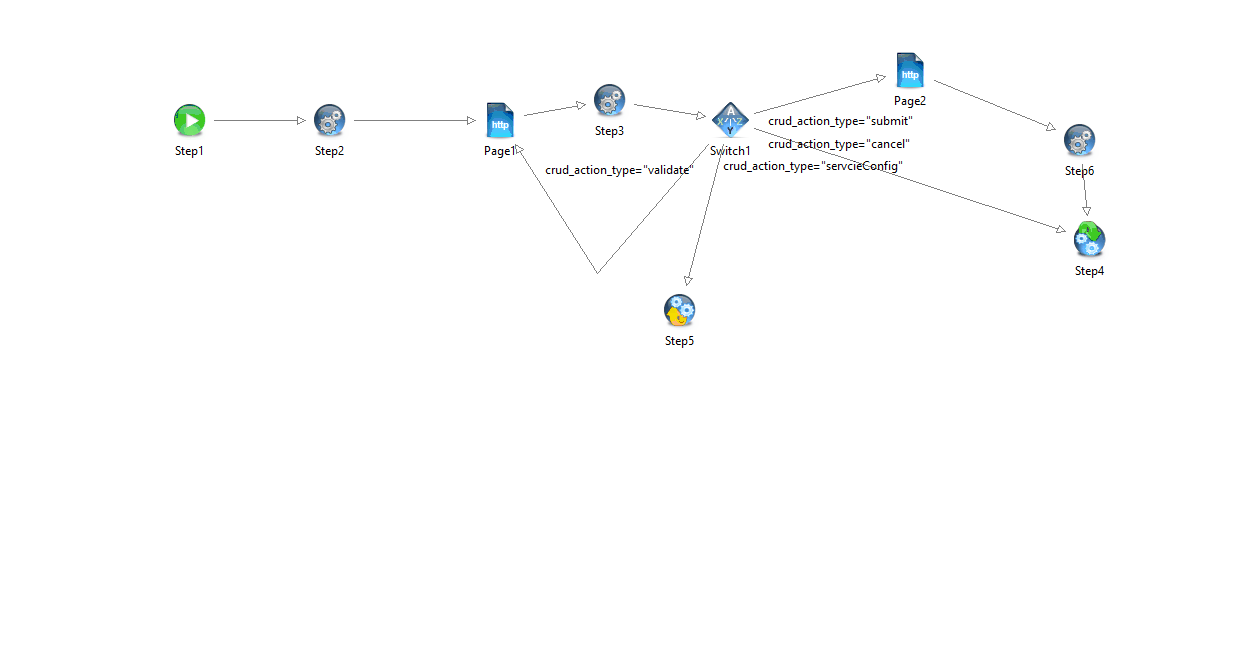 http
Page2
http
A
X
Z
Y
Step1
Step2
Page1
Step3
Switch1
crud_action_type="submit"
crud_action_type="cancel"
crud_action_type="validate"
crud_action_type="servcieConfig"
Step6
Step4
Step5